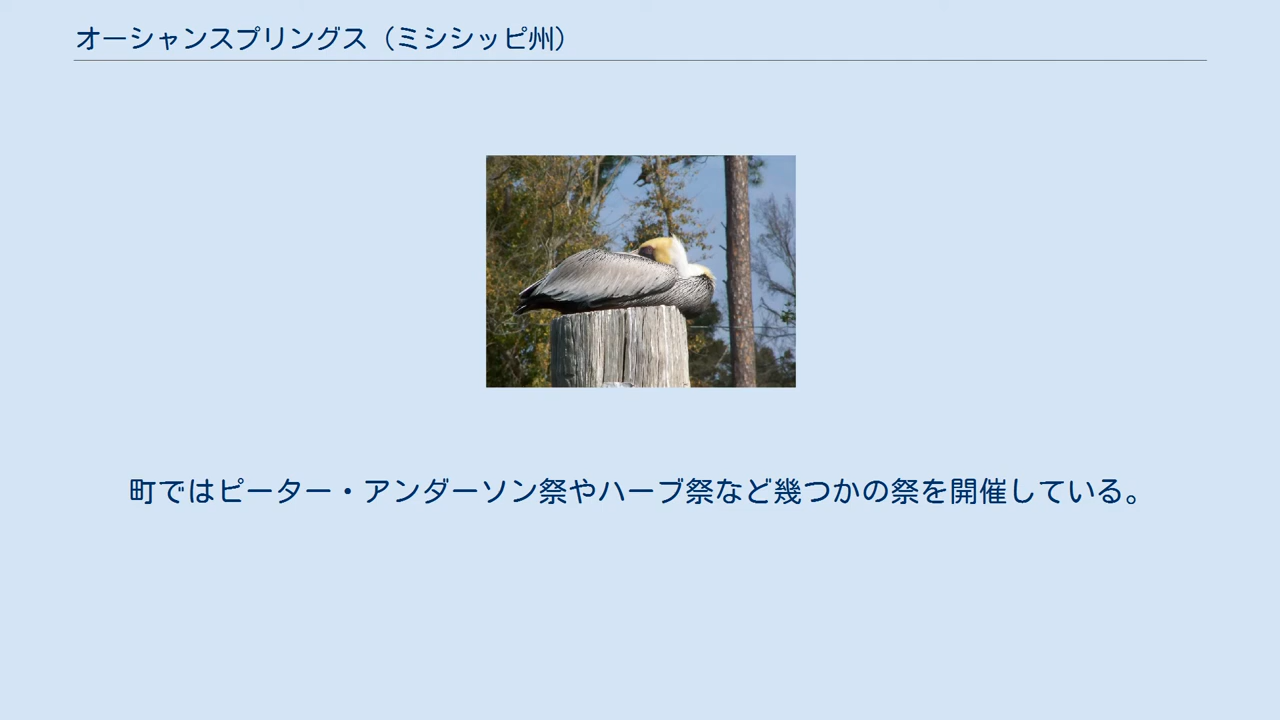 オーシャンスプリングス（ミシシッピ州）
町ではピーター・アンダーソン祭やハーブ祭など幾つかの祭を開催している。